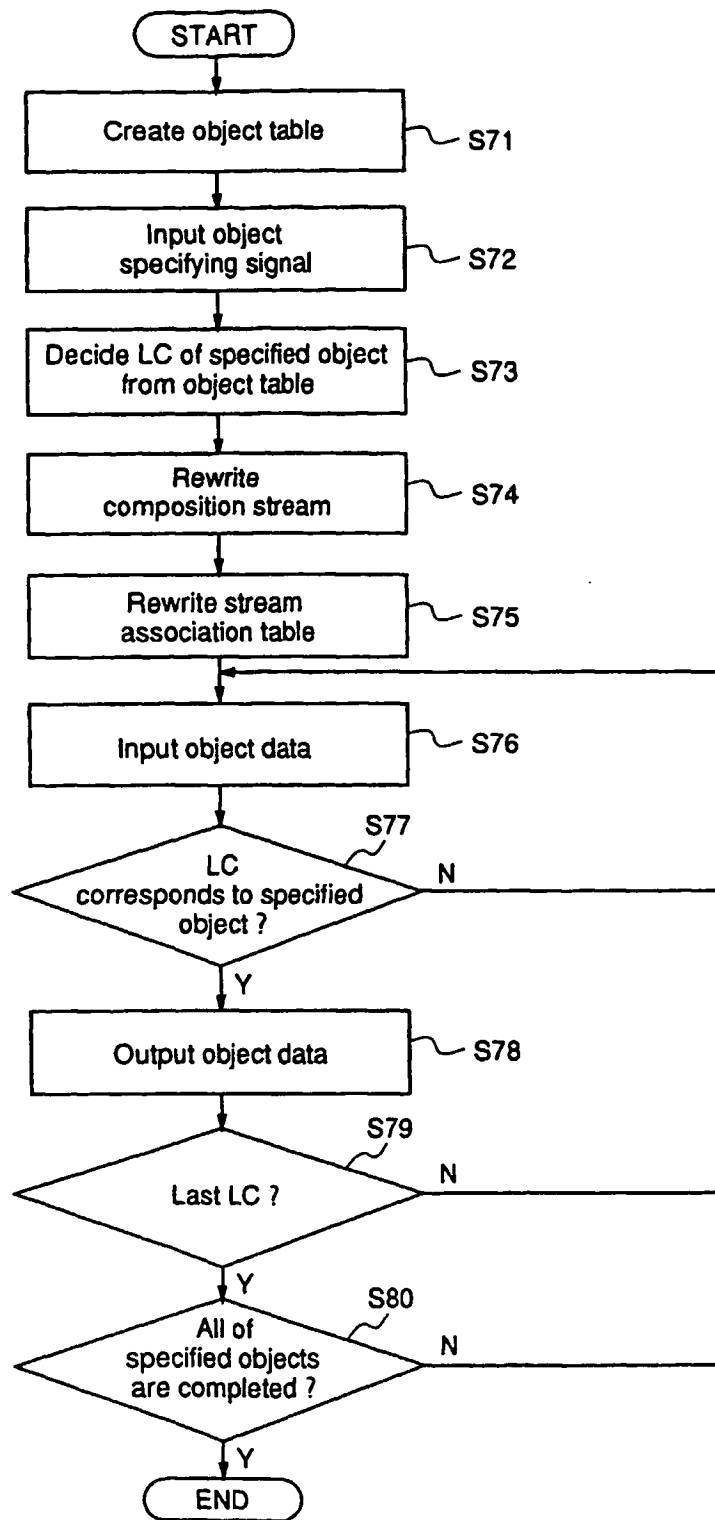 START
Create object table
S71
Input object
specifying signal
S72
Decide LC of specified object
from object table
S73
Rewrite
composition stream
S74
Rewrite stream
association table
S75
Input object data
S76
S77
LC
corresponds to specified
object ?
N
Y
Output object data
S78
S79
Last LC ?
N
Y
S80
All of
specified objects
are completed ?
N
Y
END